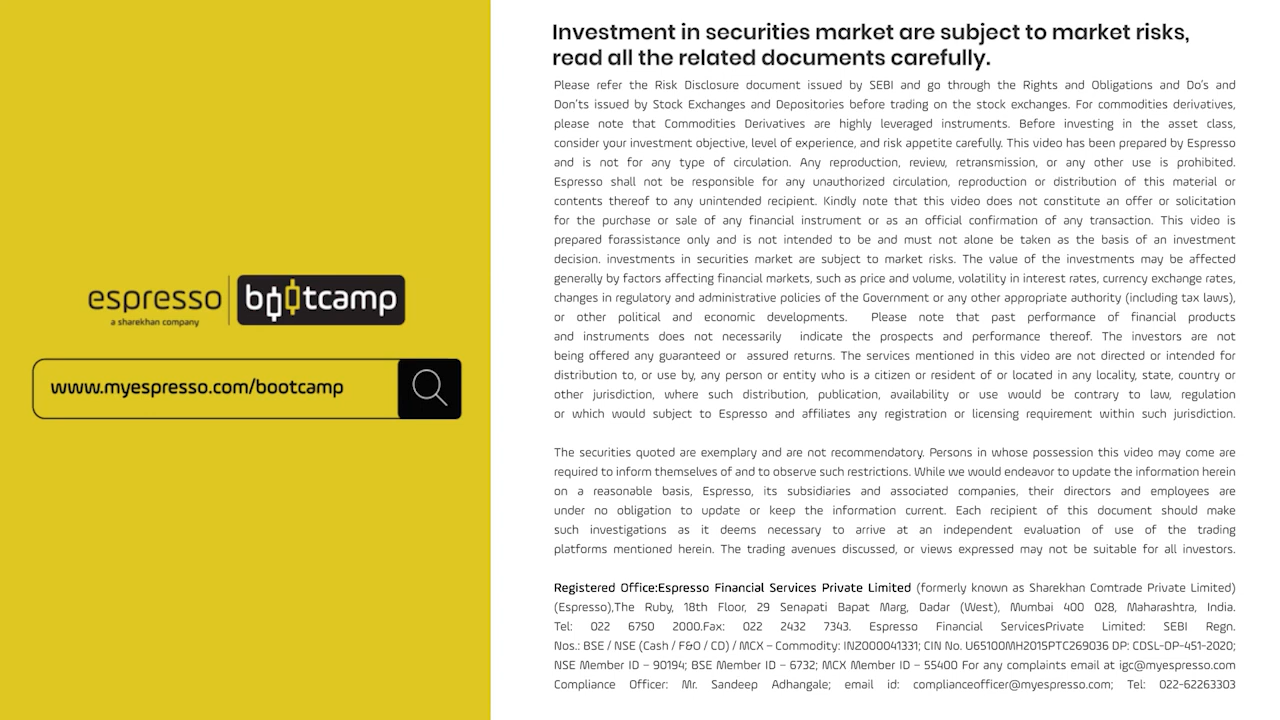 espresso bootcamp
a sharekhan company
www.myespresso.com/bootcamp
Investment in securities market are subject to market risks,
read all the related documents carefully.
Please refer the Risk Disclosure document issued by SEBI and go through the Rights and Obligations and Do's and
Don'ts issued by Stock Exchanges and Depositories before trading on the stock exchanges. For commodities derivatives,
please note that Commodities Derivatives are highly leveraged instruments. Before investing in the asset class,
consider your investment objective, level of experience, and risk appetite carefully. This video has been prepared by Espresso
and is not for any type of circulation. Any reproduction, review, retransmission, or any other use is prohibited.
Espresso shall not be responsible for any unauthorized circulation, reproduction or distribution of this material or
contents thereof to any unintended recipient. Kindly note that this video does not constitute an offer or solicitation
for the purchase or sale of any financial instrument or as an official confirmation of any transaction. This video is
prepared forassistance only and is not intended to be and must not alone be taken as the basis of an investment
decision. investments in securities market are subject to market risks. The value of the investments may be affected
generally by factors affecting financial markets, such as price and volume, volatility in interest rates, currency exchange rates,
changes in regulatory and administrative policies of the Government or any other appropriate authority (including tax laws),
or other political and economic developments. Please note that past performance of financial products
and instruments does not necessarily indicate the prospects and performance thereof. The investors are not
being offered any guaranteed or assured returns. The services mentioned in this video are not directed or intended for
distribution to, or use by, any person or entity who is a citizen or resident of or located in any locality, state, country or
other jurisdiction, where such distribution, publication, availability or use would be contrary to law, regulation
or which would subject to Espresso and affiliates any registration or licensing requirement within such jurisdiction.
The securities quoted are exemplary and are not recommendatory. Persons in whose possession this video may come are
required to inform themselves of and to observe such restrictions. While we would endeavor to update the information herein
on a reasonable basis, Espresso, its subsidiaries and associated companies, their directors and employees are
under no obligation to update or keep the information current. Each recipient of this document should make
such investigations as it deems necessary to arrive at an independent evaluation of use of the trading
platforms mentioned herein. The trading avenues discussed, or views expressed may not be suitable for all investors.
Registered Office:Espresso Financial Services Private Limited (formerly known as Sharekhan Comtrade Private Limited)
(Espresso),The Ruby, 18th Floor, 29 Senapati Bapat Marg, Dadar (West), Mumbai 400 028, Maharashtra, India.
Tel: 022 6750 2000.Fax: 022 2432 7343. Espresso Financial ServicesPrivate Limited: SEBI Regn.
Nos.: BSE / NSE (Cash / F&O / CD) / MCX – Commodity: INZ000041331; CIN No. U65100MH2015PTC269036 DP: CDSL-DP-451-2020;
NSE Member ID – 90194; BSE Member ID – 6732; MCX Member ID – 55400 For any complaints email at igc@myespresso.com
Compliance Officer: Mr. Sandeep Adhangale; email id: complianceofficer@myespresso.com; Tel: 022-62263303